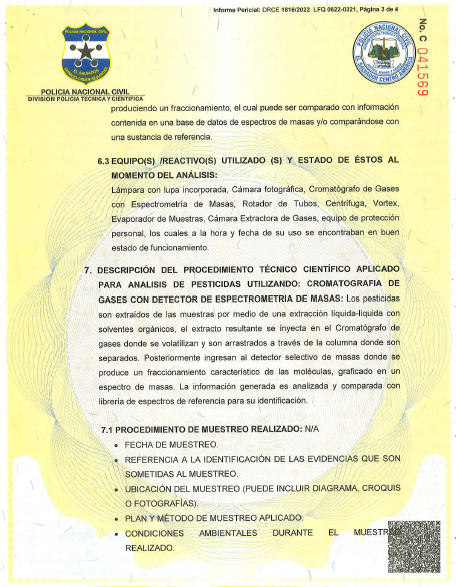 Informe Pericial: DRCE 1816/2022 LFQ 0622-0321, Página 3 de 4
POLICIA NACIONAL CIVIL
EL SALVADOR
POLICIA NACIONAL CIVIL
EL SALVADOR CENTRO AMERICA
No. C 041569
POLICIA NACIONAL CIVIL
DIVISION POLICIA TECNICA Y CIENTIFICA
produciendo un fraccionamiento, el cual puede ser comparado con información
contenida en una base de datos de espectros de masas y/o comparándose con
una sustancia de referencia.
6.3 EQUIPO(S) /REACTIVO(S) UTILIZADO (S) Y ESTADO DE ÉSTOS AL
MOMENTO DEL ANÁLISIS:
Lámpara con lupa incorporada, Cámara fotográfica, Cromatógrafo de Gases
con Espectrometría de Masas, Rotador de Tubos, Centrífuga, Vortex,
Evaporador de Muestras, Cámara Extractora de Gases, equipo de protección
personal, los cuales a la hora y fecha de su uso se encontraban en buen
estado de funcionamiento.
7. DESCRIPCIÓN DEL PROCEDIMIENTO TÉCNICO CIENTÍFICO APLICADO
PARA ANALISIS DE PESTICIDAS UTILIZANDO: CROMATOGRAFIA DE
GASES CON DETECTOR DE ESPECTROMETRIA DE MASAS: Los pesticidas
son extraídos de las muestras por medio de una extracción líquida-líquida con
solventes orgánicos, el extracto resultante se inyecta en el Cromatógrafo de
gases donde se volatilizan y son arrastrados a través de la columna donde son
separados. Posteriormente ingresan al detector selectivo de masas donde se
produce un fraccionamiento característico de las moléculas, graficado en un
espectro de masas. La información generada es analizada y comparada con
librería de espectros de referencia para su identificación.
7.1 PROCEDIMIENTO DE MUESTREO REALIZADO: N/A
• FECHA DE MUESTREO.
• REFERENCIA A LA IDENTIFICACIÓN DE LAS EVIDENCIAS QUE SON
SOMETIDAS AL MUESTREO.
• UBICACIÓN DEL MUESTREO (PUEDE INCLUIR DIAGRAMA, CROQUIS
O FOTOGRAFÍAS).
• PLAN Y MÉTODO DE MUESTREO APLICADO.
• CONDICIONES AMBIENTALES DURANTE EL MUESTREO
REALIZADO.